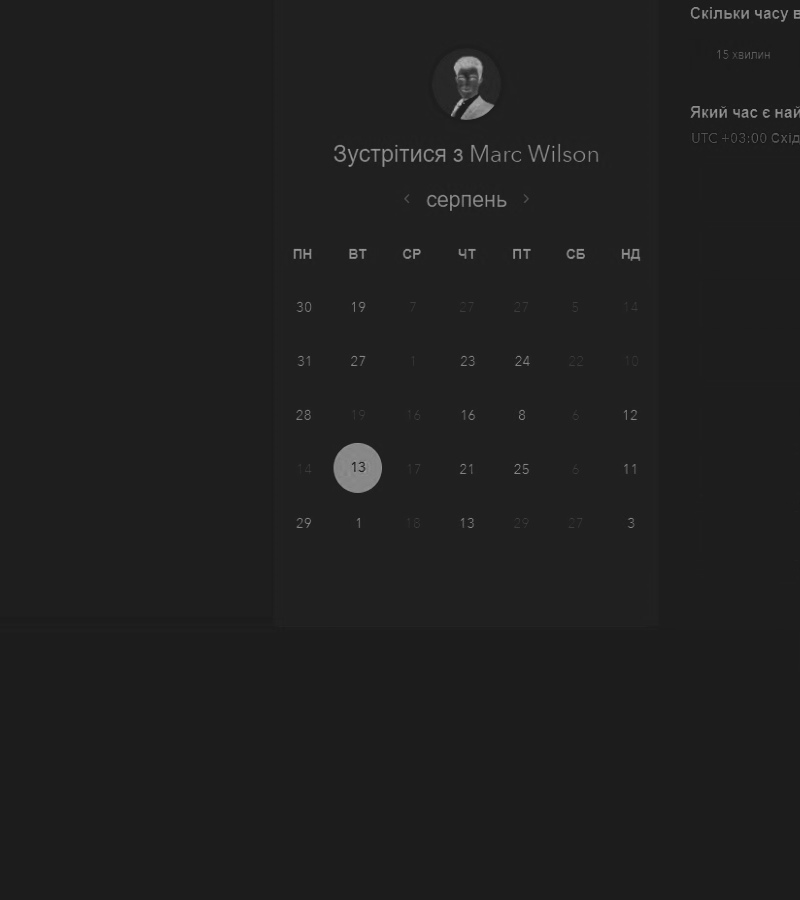 Скільки часу в
15 хвилин
Який час є най
UTC +03:00 Схід
Зустрітися з Marc Wilson
серпень
ПН ВТ СР ЧТ ПТ СБ НД
30 19 7 27 27 5 14
31 27 1 23 24 22 10
28 19 16 16 8 6 12
14 13 17 21 25 6 11
29 1 18 13 29 27 3